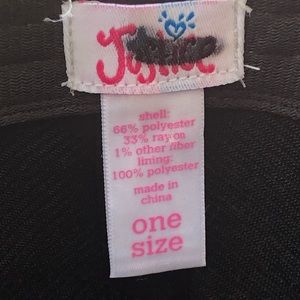 Justice
shell:
66% polyester
33% rayon
1% other fiber
lining:
100% polyester
made in
china
one
size